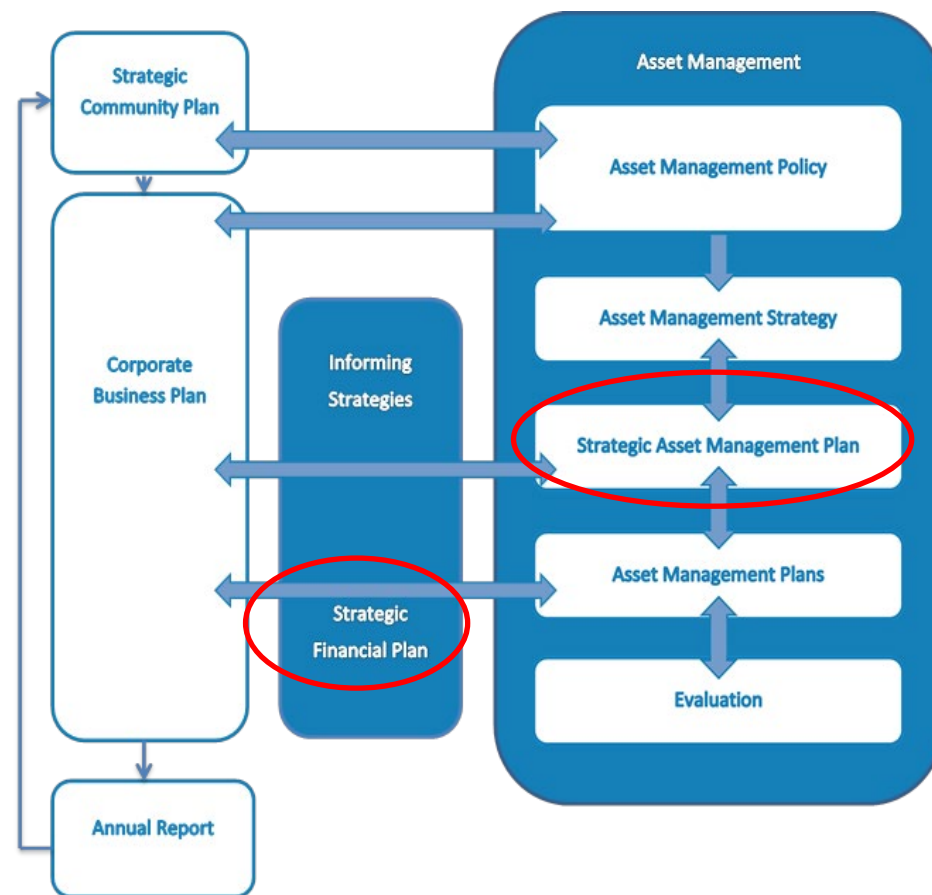 Strategic
Community Plan
Corporate
Business Plan
Annual Report
Informing
Strategies
Strategic
Financial Plan
Asset Management
Asset Management Policy
Asset Management Strategy
Strategic Asset Management Plan
Asset Management Plans
Evaluation